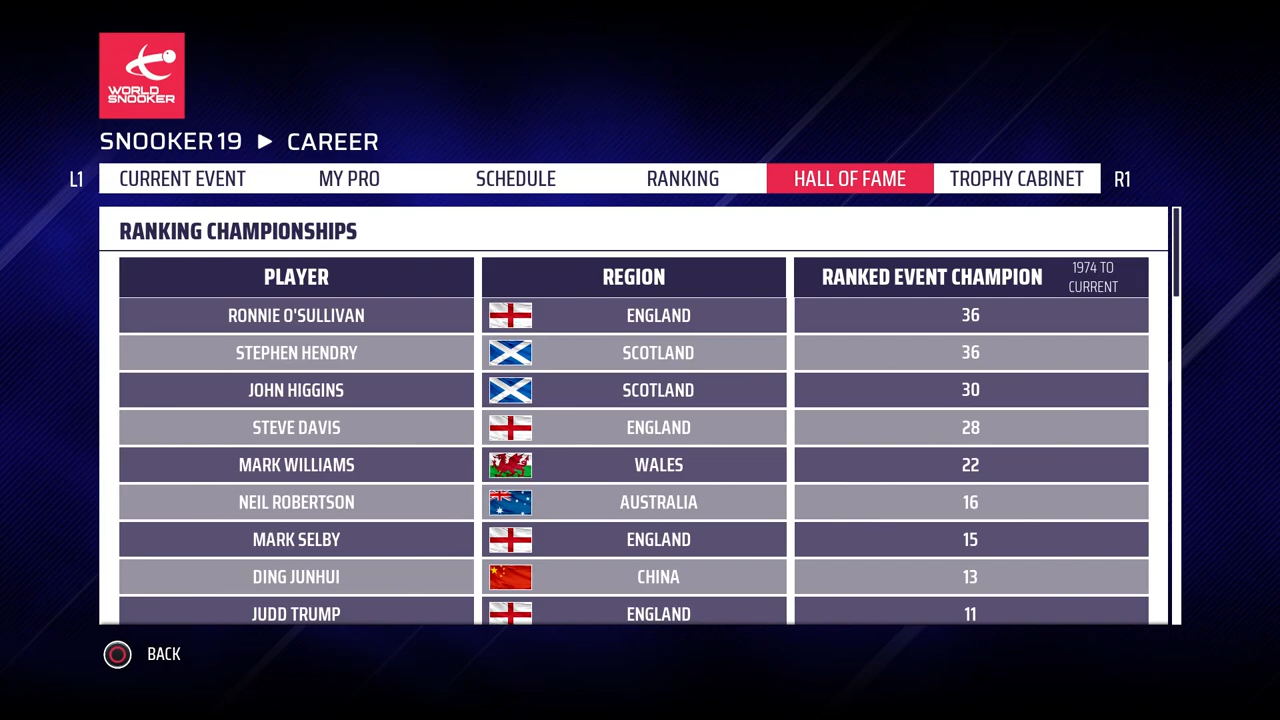 WORLD
SNOOKER
SNOOKER 19 ▶ CAREER
L1 CURRENT EVENT MY PRO SCHEDULE RANKING HALL OF FAME TROPHY CABINET R1
RANKING CHAMPIONSHIPS
PLAYER REGION RANKED EVENT CHAMPION 1974 TO CURRENT
RONNIE O'SULLIVAN ENGLAND 36
STEPHEN HENDRY SCOTLAND 36
JOHN HIGGINS SCOTLAND 30
STEVE DAVIS ENGLAND 28
MARK WILLIAMS WALES 22
NEIL ROBERTSON AUSTRALIA 16
MARK SELBY ENGLAND 15
DING JUNHUI CHINA 13
JUDD TRUMP ENGLAND 11
BACK